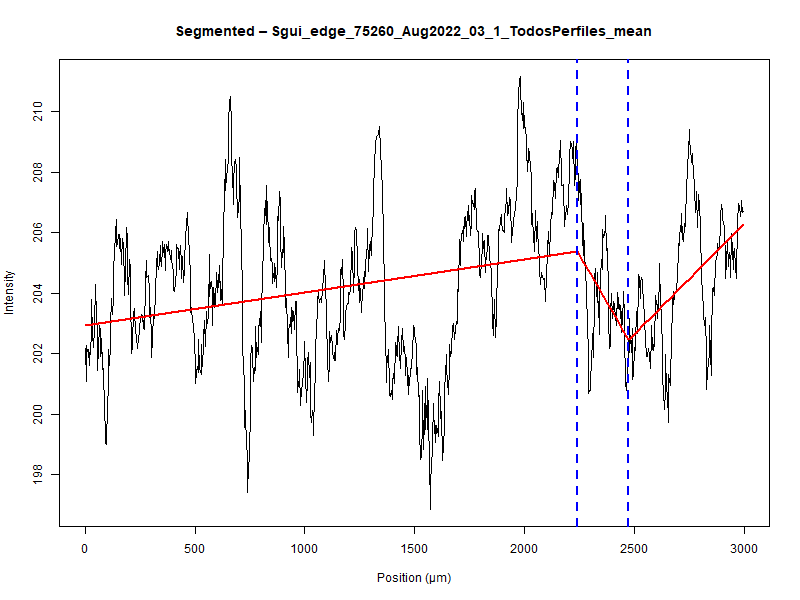 Segmented – Sgui_edge_75260_Aug2022_03_1_TodosPerfiles_mean
Intensity
210
208
206
204
202
200
198
0 500 1000 1500 2000 2500 3000
Position (µm)